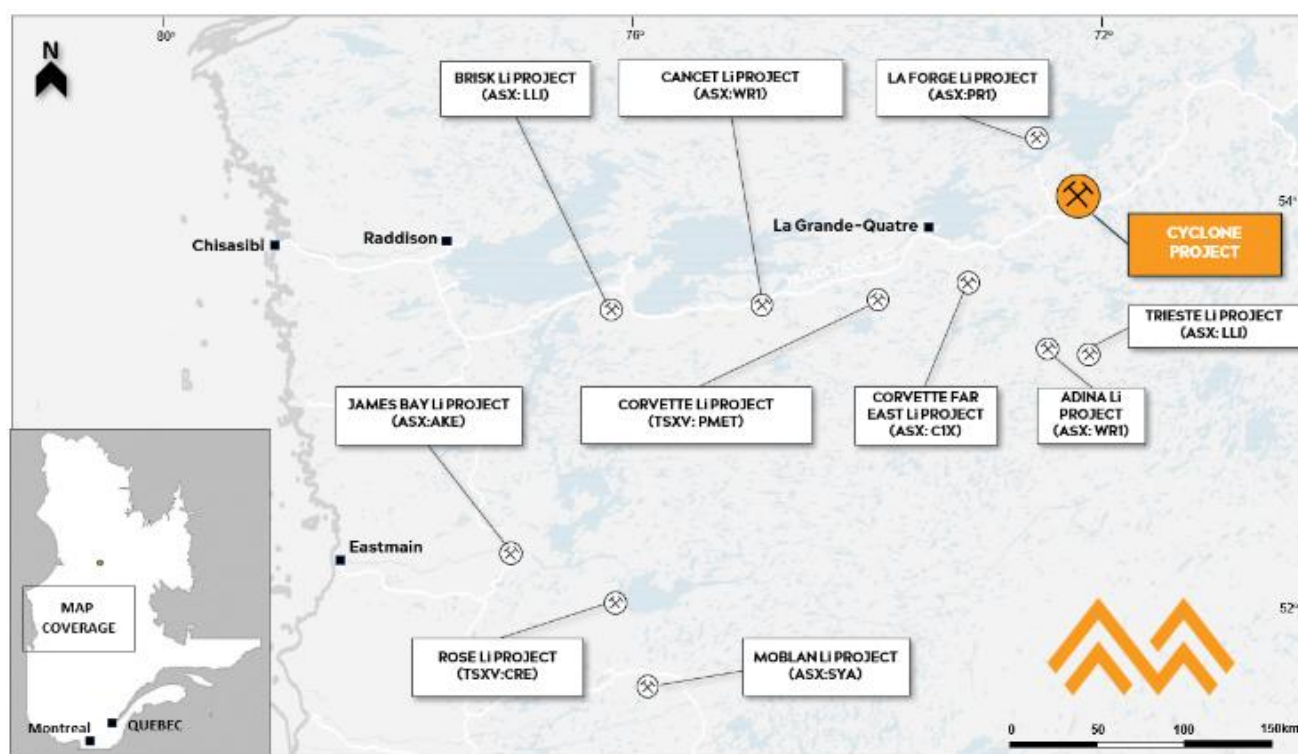 80°
76°
72°
N
BRISK Li PROJECT
(ASX: LLI)
CANCET Li PROJECT
(ASX:WR1)
LA FORGE Li PROJECT
(ASX:PR1)
54°
Chisasibi
Raddison
La Grande-Quatre
CYCLONE
PROJECT
TRIESTE Li PROJECT
(ASX: LLI)
JAMES BAY Li PROJECT
(ASX:AKE)
CORVETTE Li PROJECT
(TSXV: PMET)
CORVETTE FAR
EAST Li PROJECT
(ASX: C1X)
ADINA Li
PROJECT
(ASX: WR1)
Eastmain
MAP
COVERAGE
52°
ROSE Li PROJECT
(TSXV:CRE)
MOBLAN Li PROJECT
(ASX:SYA)
Montreal
QUEBEC
0 50 100 150km